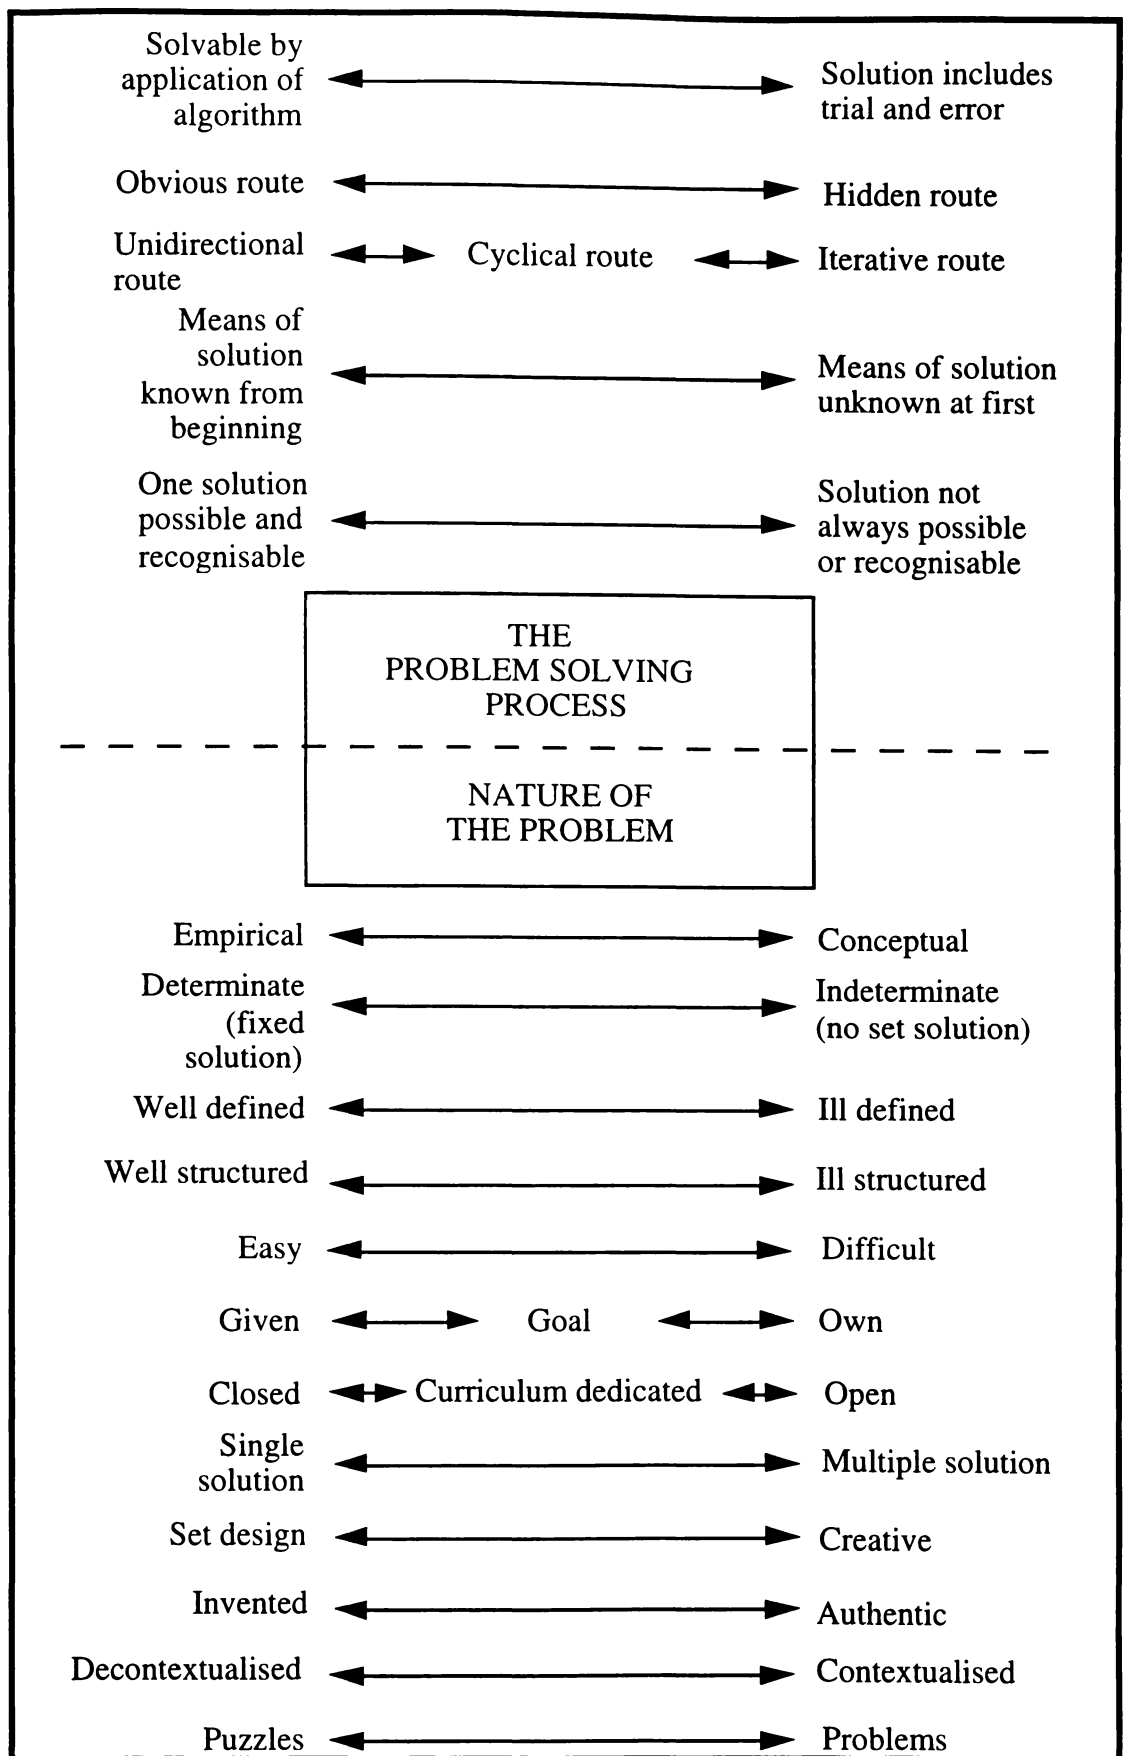 Solvable by
application of
algorithm
Solution includes
trial and error
Obvious route
Hidden route
Unidirectional
route
Cyclical route
Iterative route
Means of
solution
known from
beginning
Means of solution
unknown at first
One solution
possible and
recognisable
Solution not
always possible
or recognisable
THE
PROBLEM SOLVING
PROCESS
NATURE OF
THE PROBLEM
Empirical
Conceptual
Determinate
(fixed
solution)
Indeterminate
(no set solution)
Well defined
Ill defined
Well structured
Ill structured
Easy
Difficult
Given
Goal
Own
Closed
Curriculum dedicated
Open
Single
solution
Multiple solution
Set design
Creative
Invented
Authentic
Decontextualised
Contextualised
Puzzles
Problems